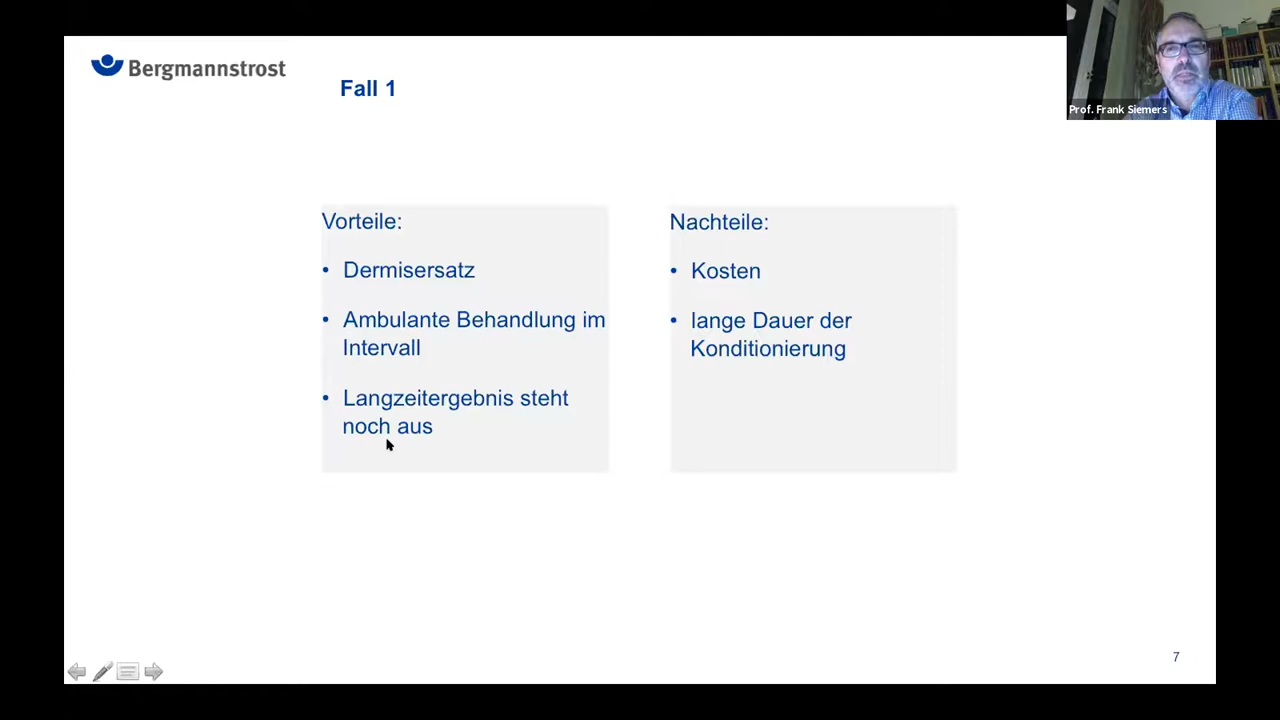 Bergmannstrost
Fall 1
Prof. Frank Siemers
Vorteile:
• Dermisersatz
• Ambulante Behandlung im
Intervall
• Langzeitergebnis steht
noch aus
Nachteile:
• Kosten
• lange Dauer der
Konditionierung
7